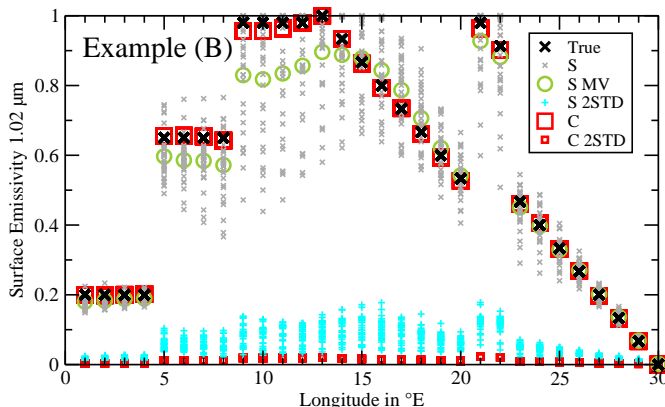 Example (B)
True
S
S MV
S 2STD
C
C 2STD
Surface Emissivity 1.02 µm
1
0.8
0.6
0.4
0.2
0
0 5 10 15 20 25 30
Longitude in °E